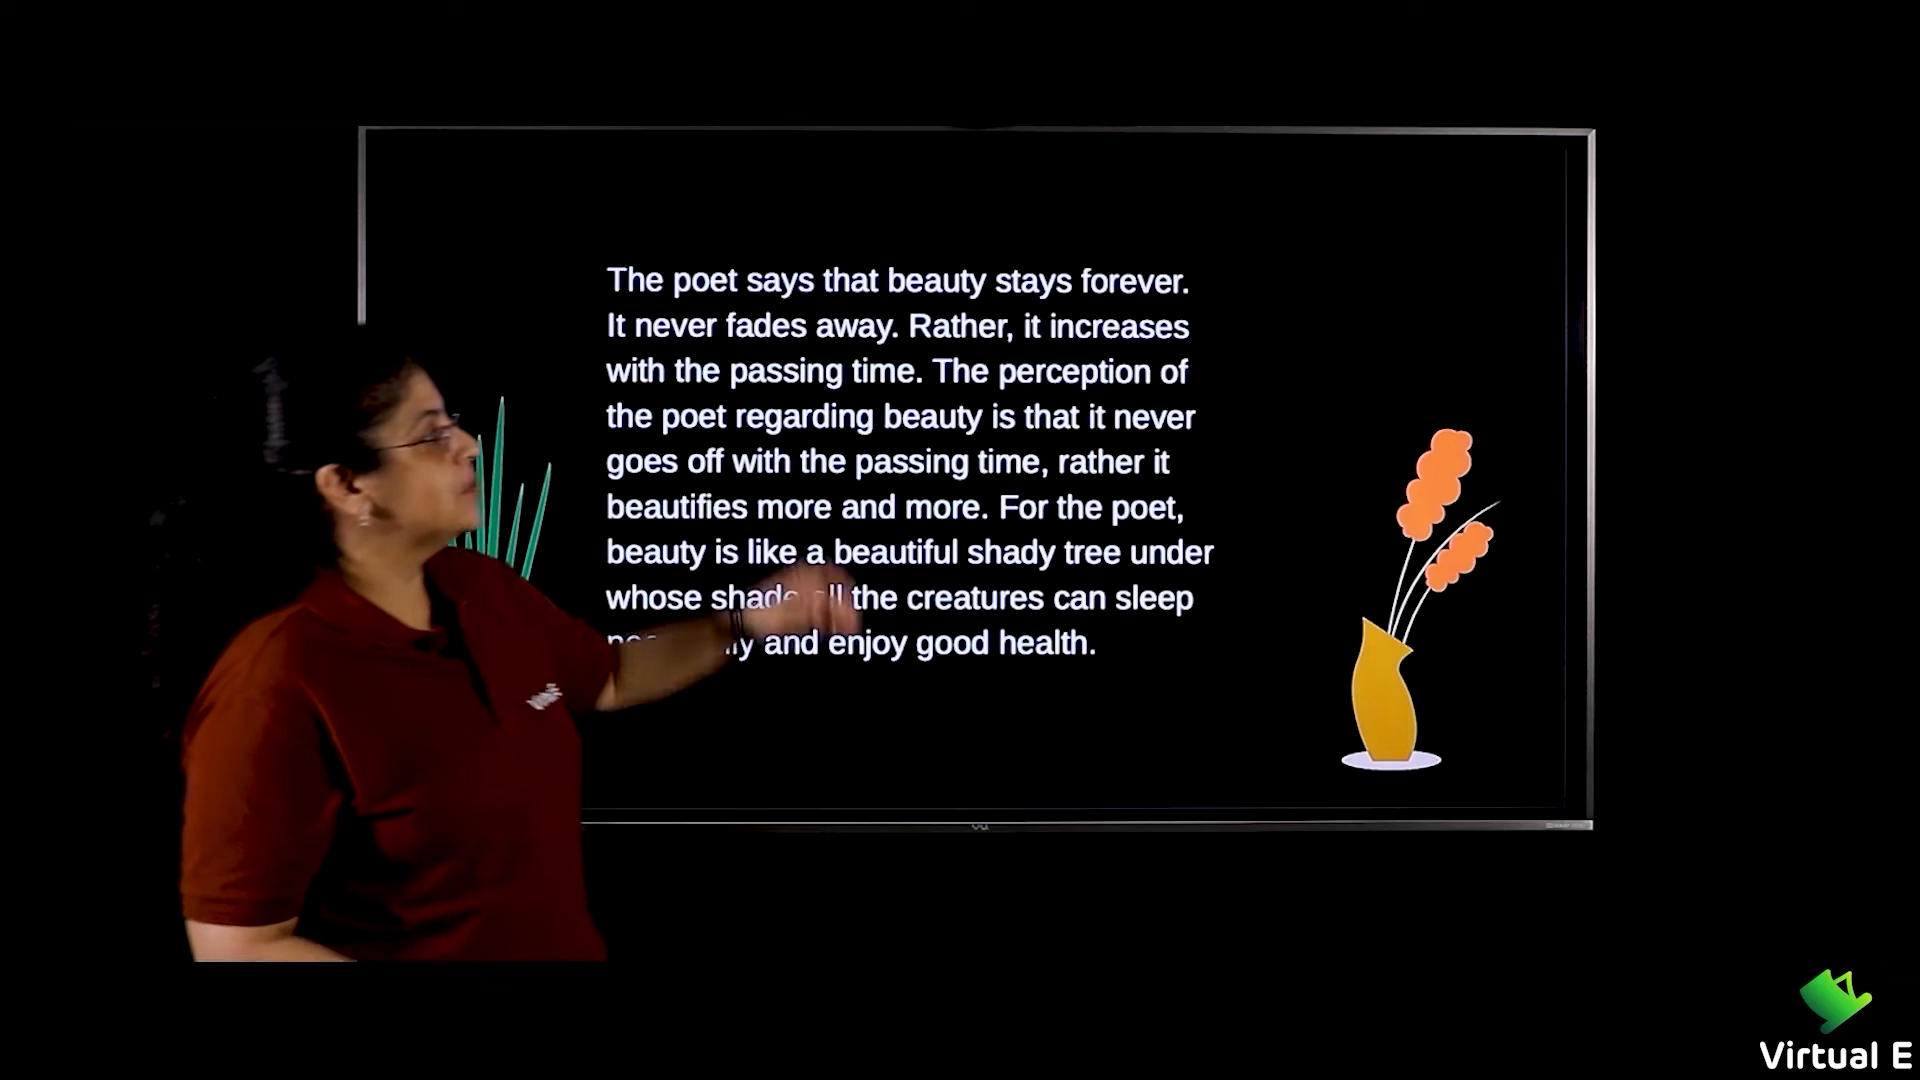 The poet says that beauty stays forever.
It never fades away. Rather, it increases
with the passing time. The perception of
the poet regarding beauty is that it never
goes off with the passing time, rather it
beautifies more and more. For the poet,
beauty is like a beautiful shady tree under
whose shade all the creatures can sleep
and enjoy good health.
Virtual E